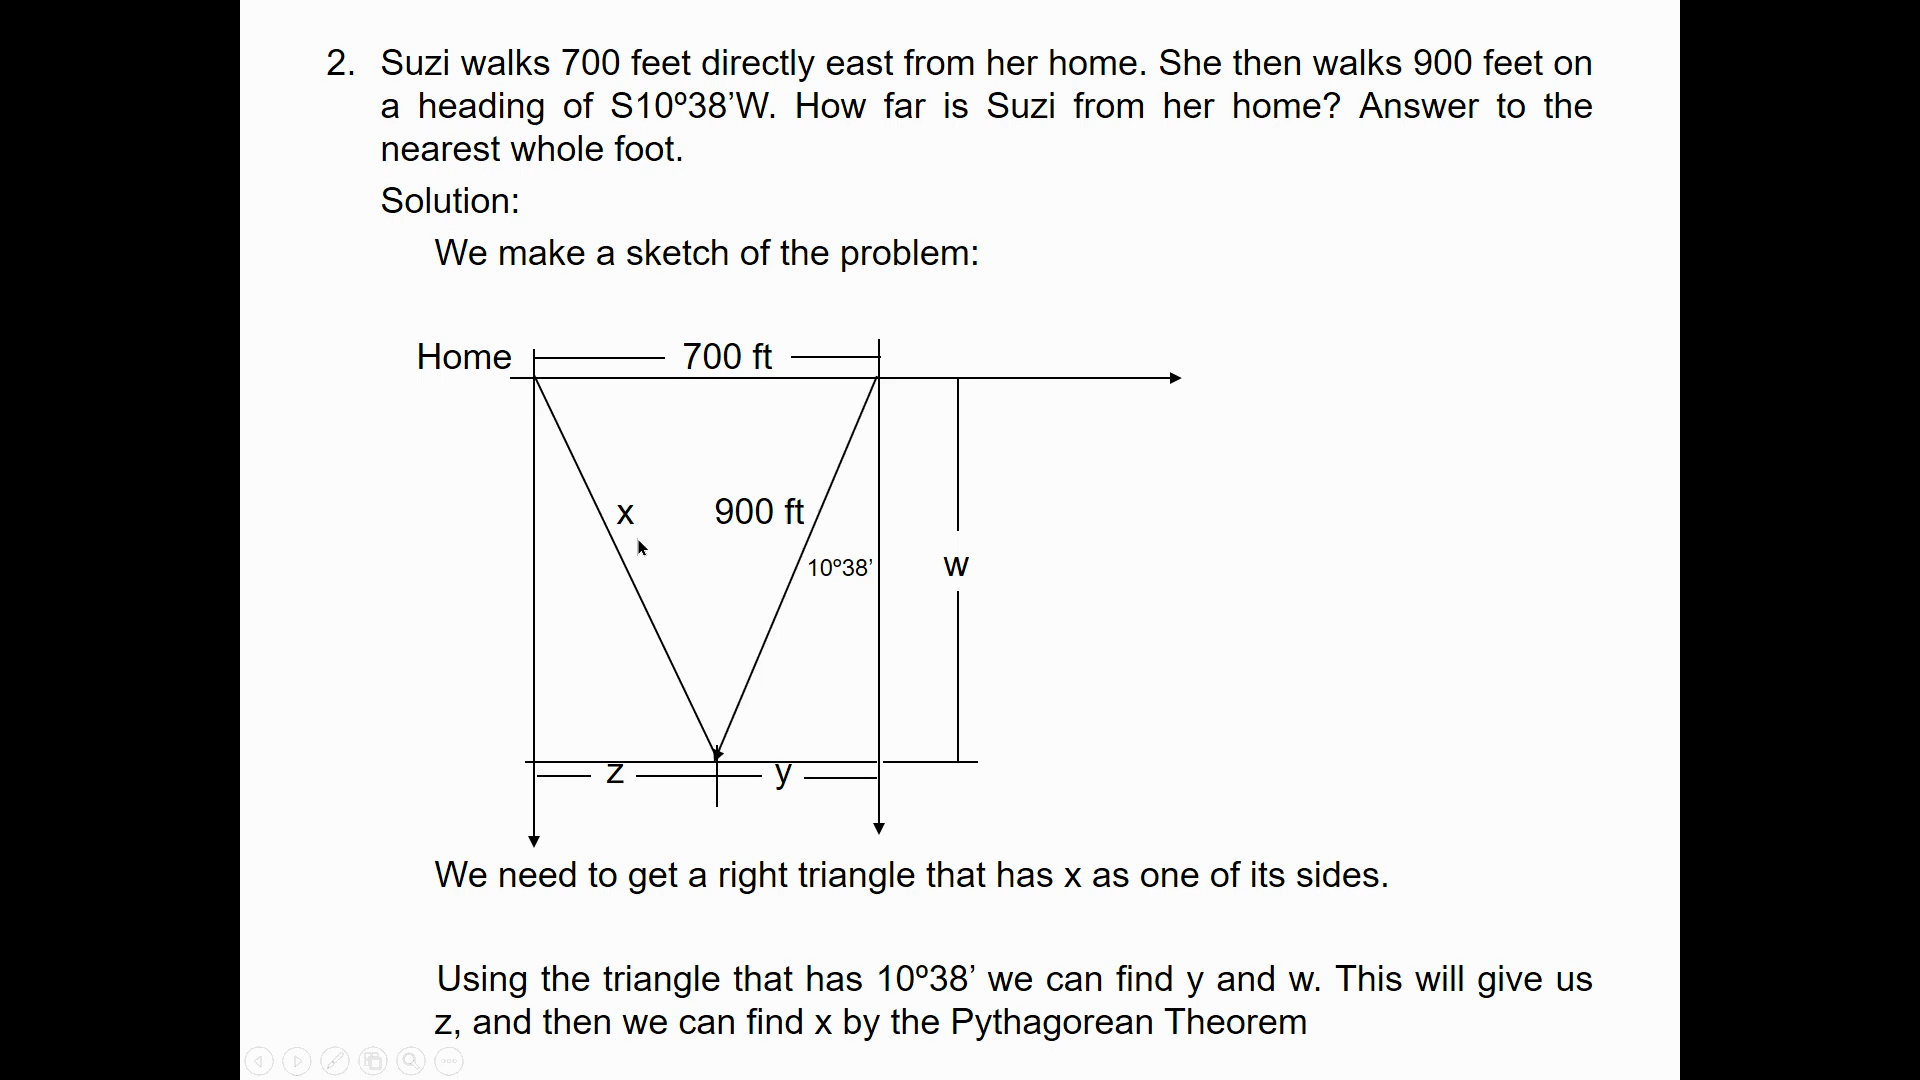 2. Suzi walks 700 feet directly east from her home. She then walks 900 feet on
a heading of S10º38’W. How far is Suzi from her home? Answer to the
nearest whole foot.
Solution:
We make a sketch of the problem:
Home 700 ft
x 900 ft
10º38’ w
z y
We need to get a right triangle that has x as one of its sides.
Using the triangle that has 10º38’ we can find y and w. This will give us
z, and then we can find x by the Pythagorean Theorem